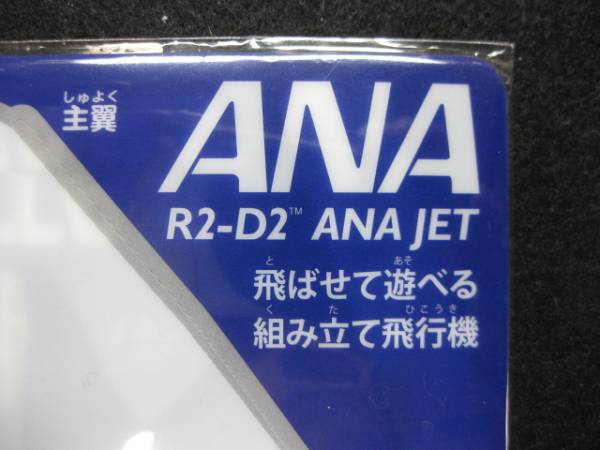 しゅよく
主翼
ANA
R2-D2™ ANA JET
と あそ
飛ばせて遊べる
く た ひこうき
組み立て飛行機